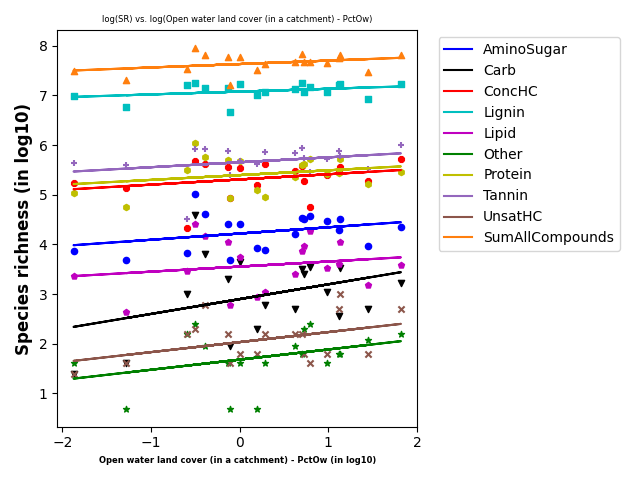 log(SR) vs. log(Open water land cover (in a catchment) - PctOw)
Species richness (in log10)
8
7
6
5
4
3
2
1
−2
−1
0
1
2
Open water land cover (in a catchment) - PctOw (in log10)
AminoSugar
Carb
ConcHC
Lignin
Lipid
Other
Protein
Tannin
UnsatHC
SumAllCompounds